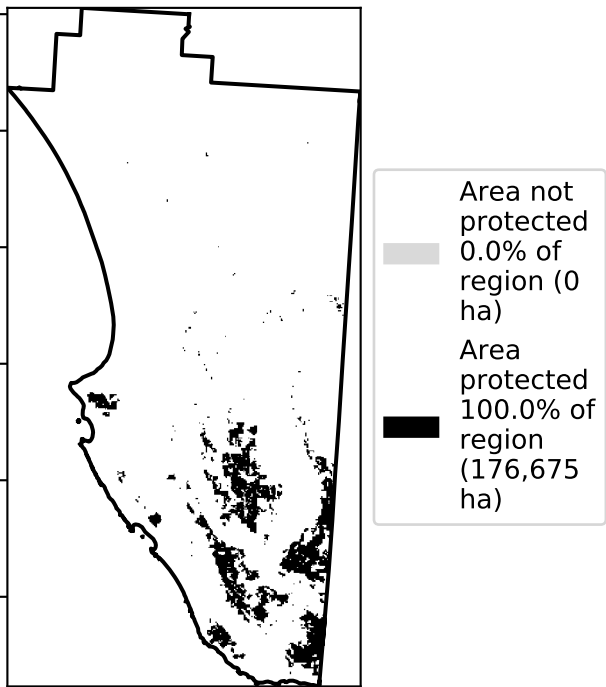 Area not
protected
0.0% of
region (0
ha)
Area
protected
100.0% of
region
(176,675
ha)